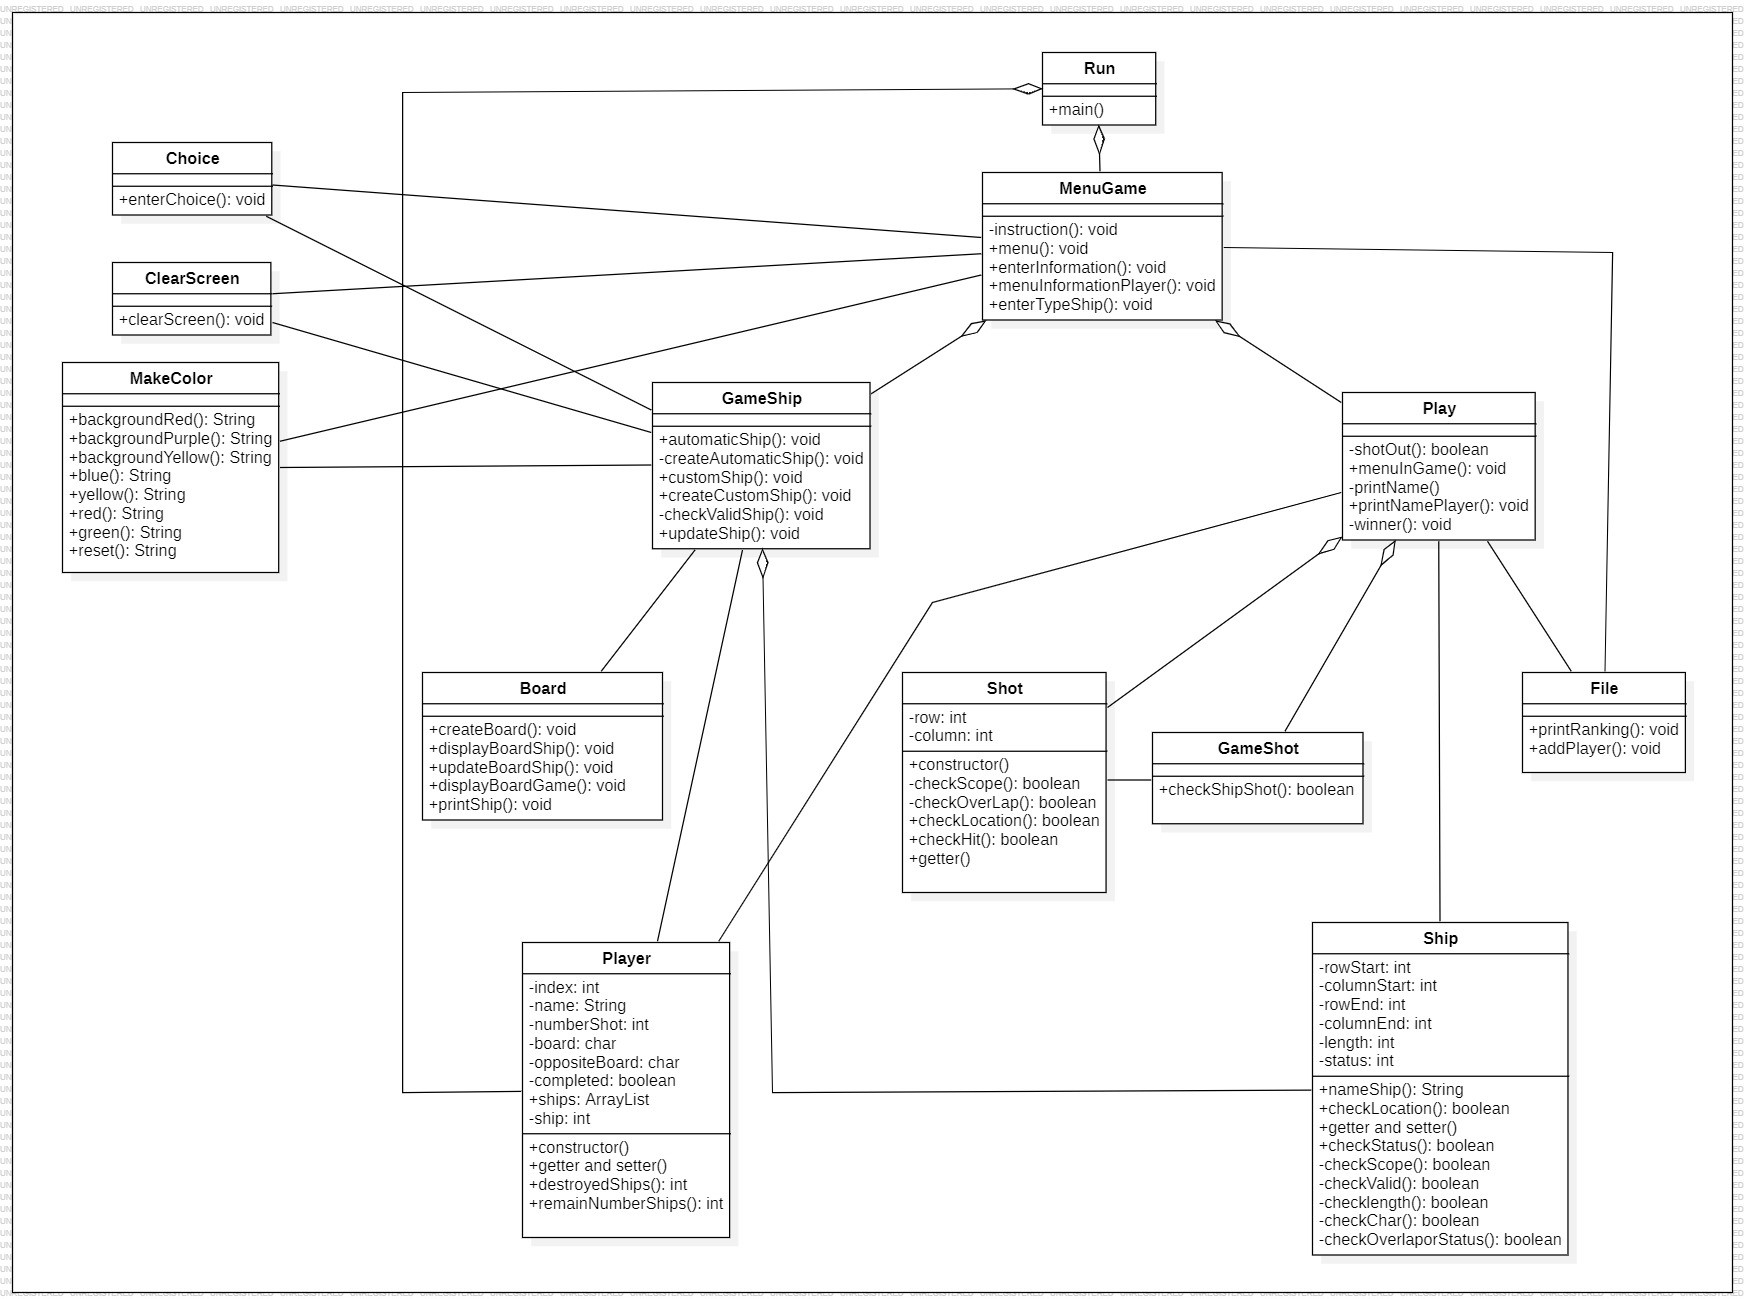 UNREGISTERED
Run
+main()
Choice
+enterChoice(): void
MenuGame
-instruction(): void
+menu(): void
+enterInformation(): void
+menuInformationPlayer(): void
+enterTypeShip(): void
ClearScreen
+clearScreen(): void
MakeColor
+backgroundRed(): String
+backgroundPurple(): String
+backgroundYellow(): String
+blue(): String
+yellow(): String
+red(): String
+green(): String
+reset(): String
GameShip
+automaticShip(): void
-createAutomaticShip(): void
+customShip(): void
+createCustomShip(): void
-checkValidShip(): void
+updateShip(): void
Play
-shotOut(): boolean
+menuInGame(): void
-printName()
+printNamePlayer(): void
-winner(): void
Board
+createBoard(): void
+displayBoardShip(): void
+updateBoardShip(): void
+displayBoardGame(): void
+printShip(): void
Shot
-row: int
-column: int
+constructor()
-checkScope(): boolean
-checkOverLap(): boolean
+checkLocation(): boolean
+checkHit(): boolean
+getter()
GameShot
+checkShipShot(): boolean
File
+printRanking(): void
+addPlayer(): void
Player
-index: int
-name: String
-numberShot: int
-board: char
-oppositeBoard: char
-completed: boolean
+ships: ArrayList
-ship: int
+constructor()
+getter and setter()
+destroyedShips(): int
+remainNumberShips(): int
Ship
-rowStart: int
-columnStart: int
-rowEnd: int
-columnEnd: int
-length: int
-status: int
+nameShip(): String
+checkLocation(): boolean
+getter and setter()
+checkStatus(): boolean
-checkScope(): boolean
-checkValid(): boolean
-checklength(): boolean
-checkChar(): boolean
-checkOverlaporStatus(): boolean